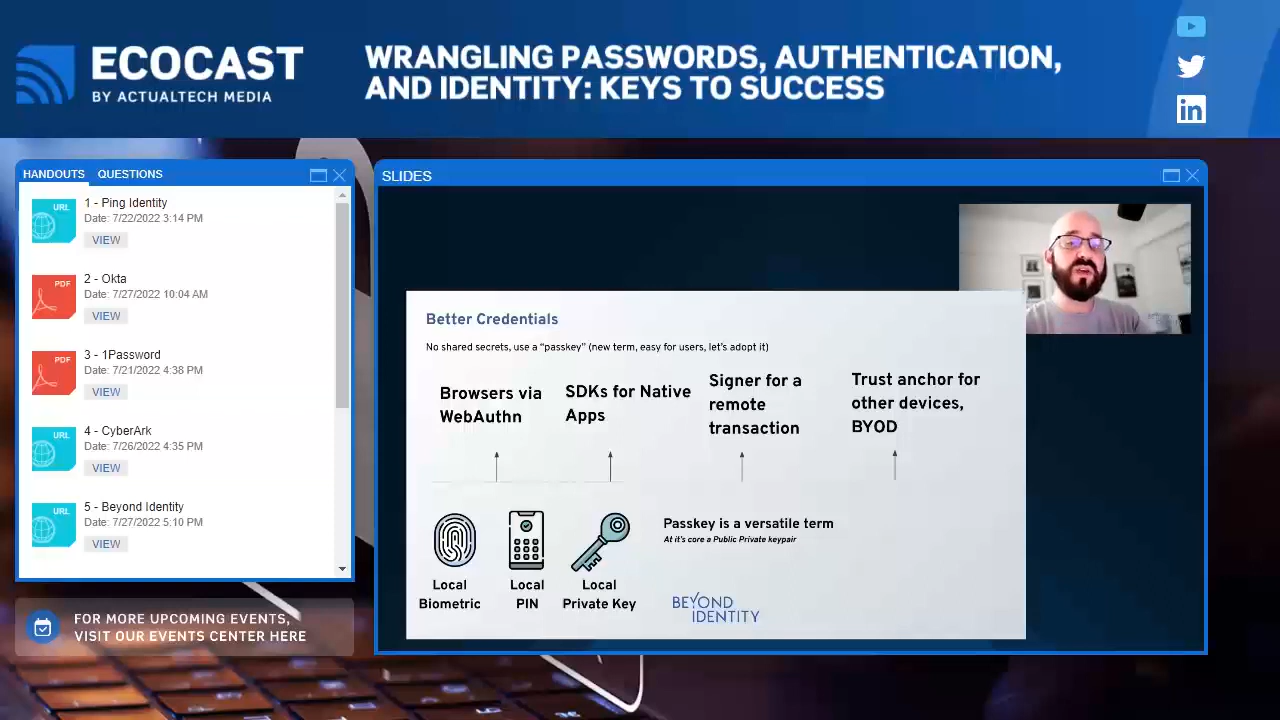 ECOCAST
BY ACTUALTECH MEDIA
WRANGLING PASSWORDS, AUTHENTICATION,
AND IDENTITY: KEYS TO SUCCESS
in
HANDOUTS QUESTIONS
URL
1 - Ping Identity
Date: 7/22/2022 3:14 PM
VIEW
PDF
2 - Okta
Date: 7/27/2022 10:04 AM
VIEW
PDF
3 - 1Password
Date: 7/21/2022 4:38 PM
VIEW
URL
4 - CyberArk
Date: 7/26/2022 4:35 PM
VIEW
URL
5 - Beyond Identity
Date: 7/27/2022 5:10 PM
VIEW
FOR MORE UPCOMING EVENTS,
VISIT OUR EVENTS CENTER HERE
SLIDES
Better Credentials
No shared secrets, use a “passkey” (new term, easy for users, let’s adopt it)
Browsers via
WebAuthn
SDKs for Native
Apps
Signer for a
remote
transaction
Trust anchor for
other devices,
BYOD
Local
Biometric
Local
PIN
Local
Private Key
Passkey is a versatile term
At it’s core a Public Private keypair
BEYOND
IDENTITY